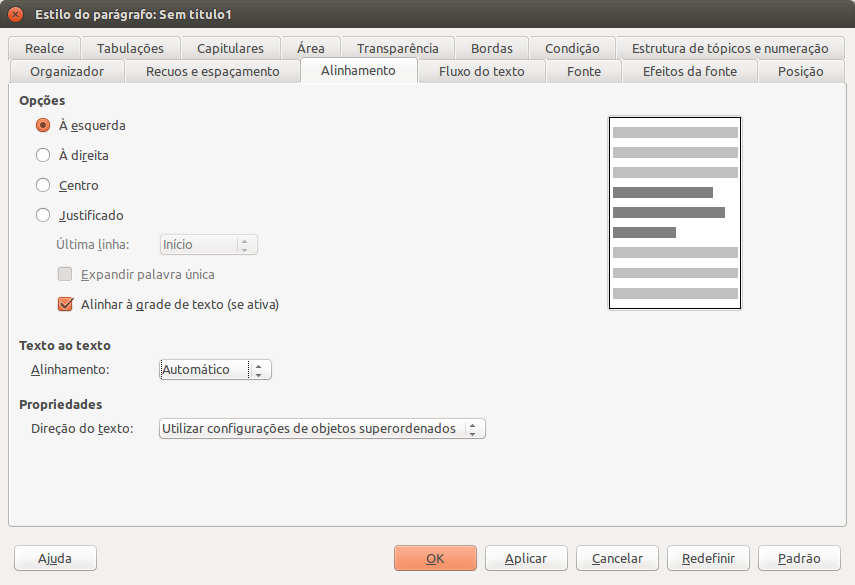 Estilo do parágrafo: Sem título1
Realce Tabulações Capitulares Área Transparência Bordas Condição Estrutura de tópicos e numeração
Organizador Recuos e espaçamento Alinhamento Fluxo do texto Fonte Efeitos da fonte Posição
Opções
À esquerda
À direita
Centro
Justificado
Última linha: Início
Expandir palavra única
Alinhar à grade de texto (se ativa)
Texto ao texto
Alinhamento: Automático
Propriedades
Direção do texto: Utilizar configurações de objetos superordenados
Ajuda OK Aplicar Cancelar Redefinir Padrão